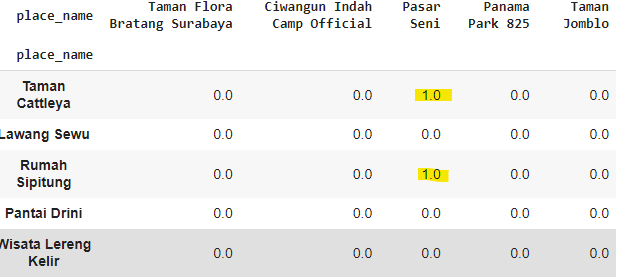 place_name Taman Flora Bratang Surabaya Ciwangun Indah Camp Official Pasar Seni Panama Park 825 Taman Jomblo
place_name
Taman Cattleya 0.0 0.0 1.0 0.0 0.0
Lawang Sewu 0.0 0.0 0.0 0.0 0.0
Rumah Sipitung 0.0 0.0 1.0 0.0 0.0
Pantai Drini 0.0 0.0 0.0 0.0 0.0
Wisata Lereng Kelir 0.0 0.0 0.0 0.0 0.0